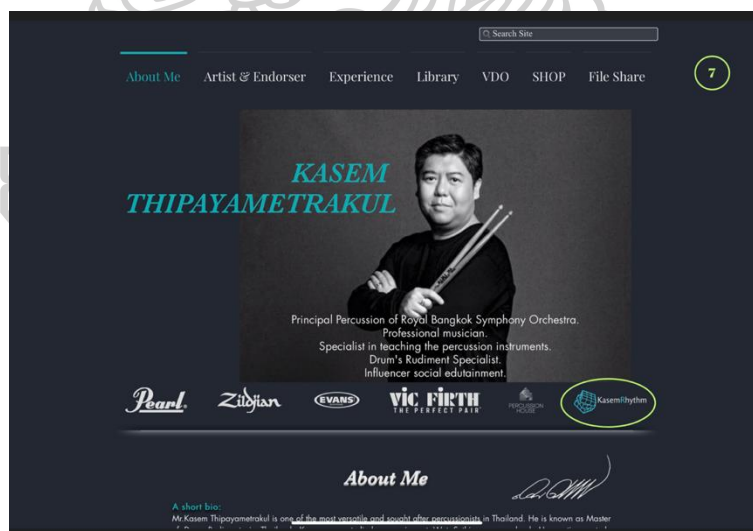 Search Site
About Me Artist & Endorser Experience Library VDO SHOP File Share
7
KASEM
THIPAYAMETRAKUL
Principal Percussion of Royal Bangkok Symphony Orchestra.
Professional musician.
Specialist in teaching the percussion instruments.
Drum's Rudiment Specialist.
Influencer social edutainment.
Pearl. Zildjian EVANS VIC FIRTH PERCUSSION HOUSE KasemRhythm
THE PERFECT PAIR
About Me
A short bio:
Mr.Kasem Thipayametrakul is one of the most versatile and sought after percussionists in Thailand. He is known as Master